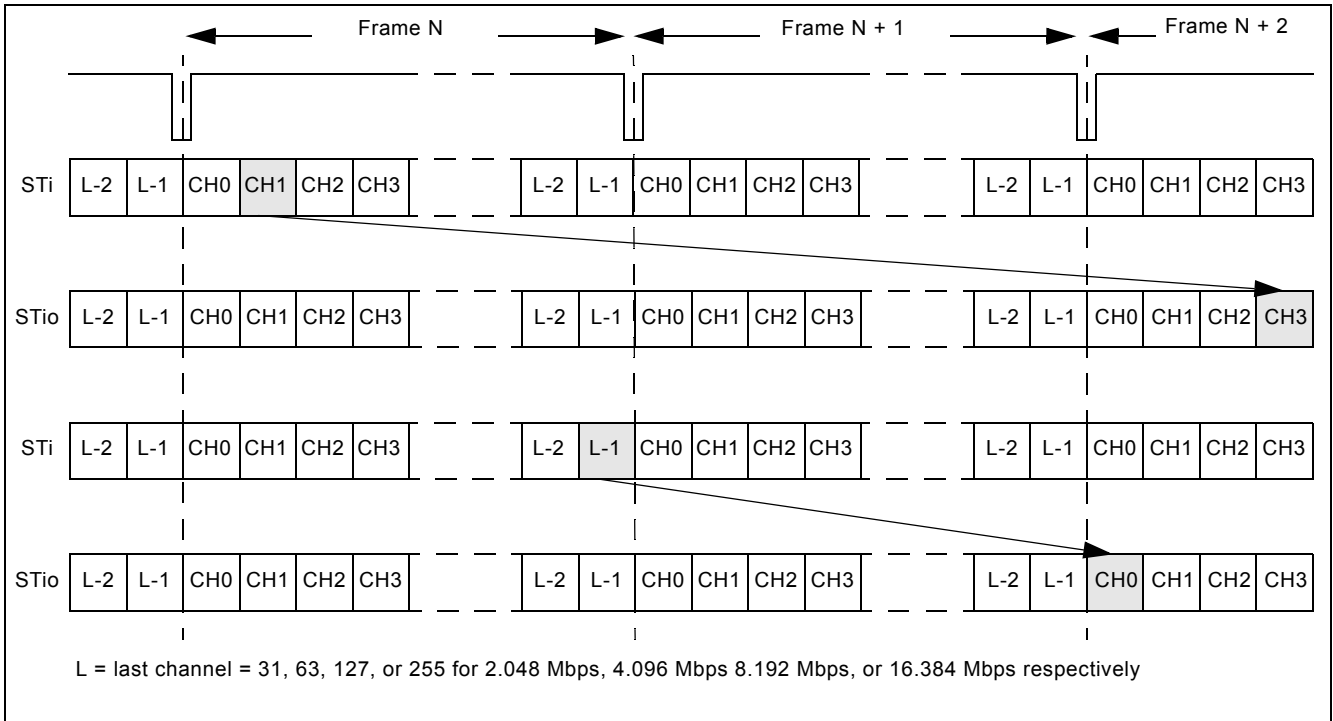 Frame N Frame N + 1 Frame N + 2
STi L-2 L-1 CH0 CH1 CH2 CH3 L-2 L-1 CH0 CH1 CH2 CH3 L-2 L-1 CH0 CH1 CH2 CH3
STio L-2 L-1 CH0 CH1 CH2 CH3 L-2 L-1 CH0 CH1 CH2 CH3 L-2 L-1 CH0 CH1 CH2 CH3
STi L-2 L-1 CH0 CH1 CH2 CH3 L-2 L-1 CH0 CH1 CH2 CH3 L-2 L-1 CH0 CH1 CH2 CH3
STio L-2 L-1 CH0 CH1 CH2 CH3 L-2 L-1 CH0 CH1 CH2 CH3 L-2 L-1 CH0 CH1 CH2 CH3
L = last channel = 31, 63, 127, or 255 for 2.048 Mbps, 4.096 Mbps 8.192 Mbps, or 16.384 Mbps respectively